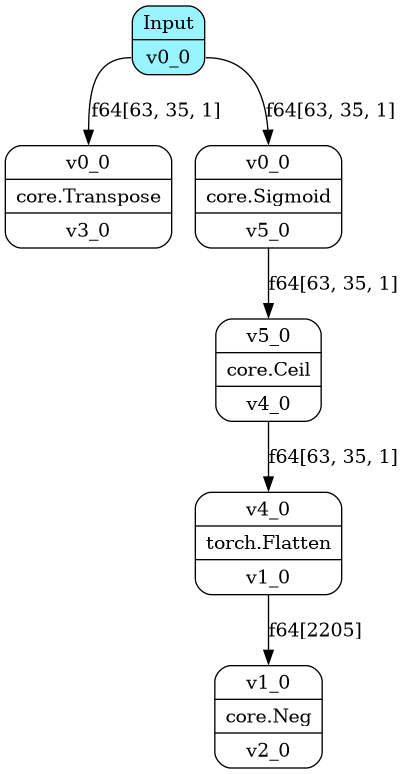 Input
v0_0
f64[63, 35, 1]
f64[63, 35, 1]
v0_0
core.Transpose
v3_0
v0_0
core.Sigmoid
v5_0
f64[63, 35, 1]
v5_0
core.Ceil
v4_0
f64[63, 35, 1]
v4_0
torch.Flatten
v1_0
f64[2205]
v1_0
core.Neg
v2_0